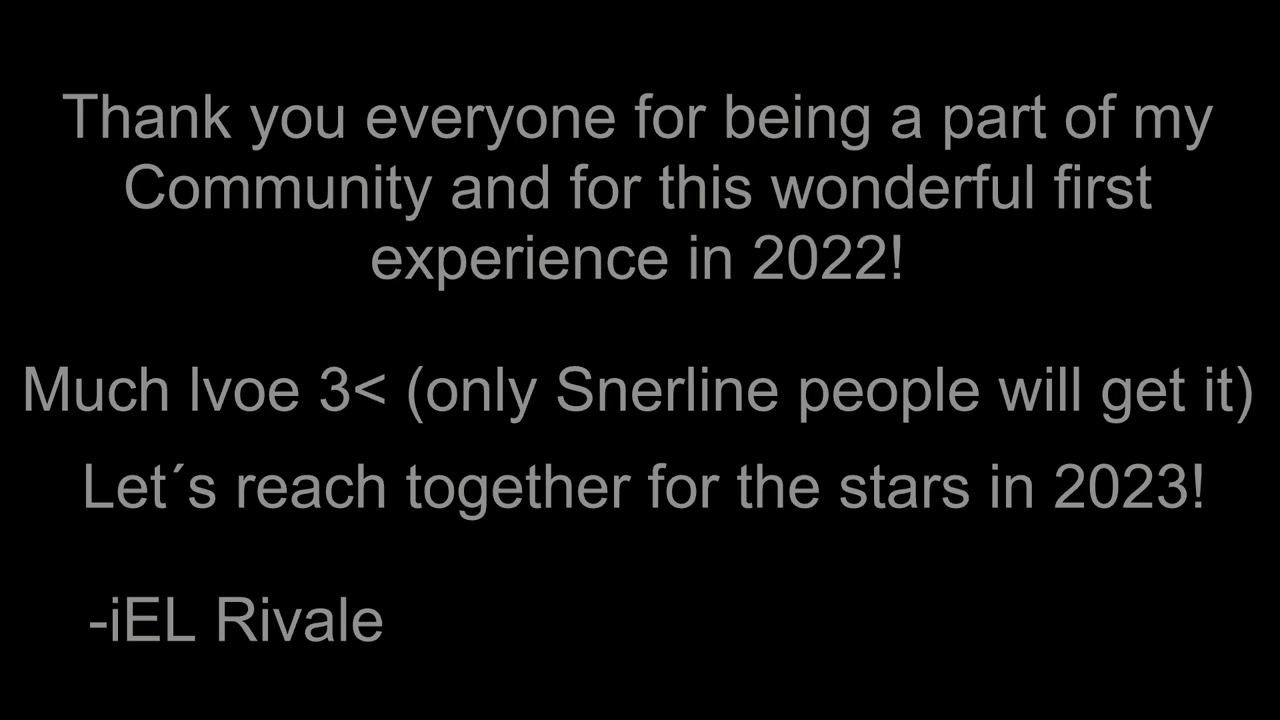 Thank you everyone for being a part of my
Community and for this wonderful first
experience in 2022!
Much lvoe 3< (only Snerline people will get it)
Let´s reach together for the stars in 2023!
-iEL Rivale